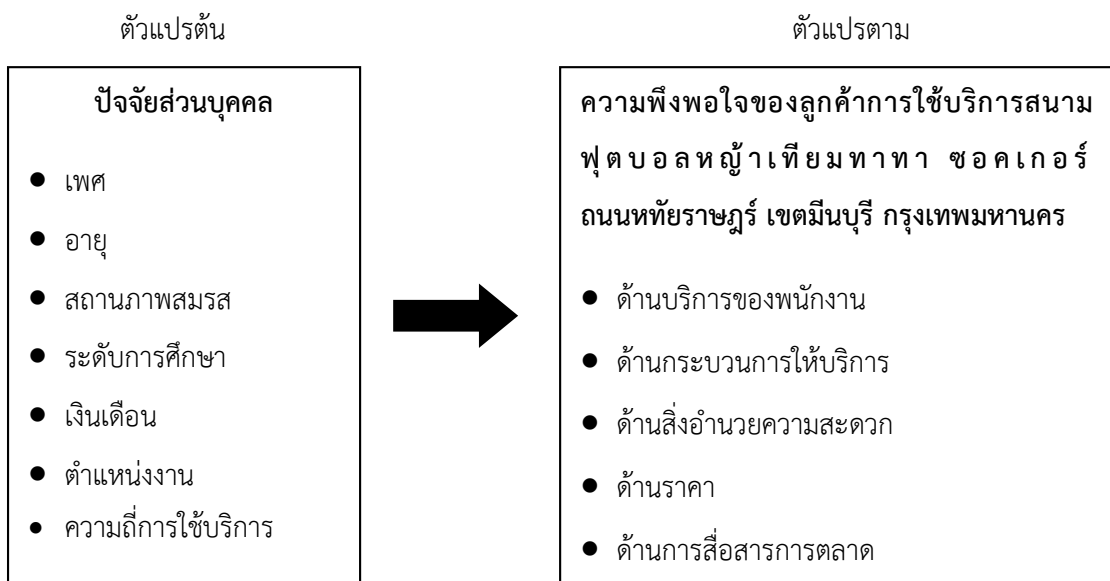 ตัวแปรต้น
ตัวแปรตาม
ปัจจัยส่วนบุคคล
● เพศ
● อายุ
● สถานภาพสมรส
● ระดับการศึกษา
● เงินเดือน
● ตำแหน่งงาน
● ความถี่การใช้บริการ
ความพึงพอใจของลูกค้าการใช้บริการสนาม
ฟุตบอลหญ้าเทียมทาทา ซอคเกอร์
ถนนหทัยราษฎร์ เขตมีนบุรี กรุงเทพมหานคร
● ด้านบริการของพนักงาน
● ด้านกระบวนการให้บริการ
● ด้านสิ่งอำนวยความสะดวก
● ด้านราคา
● ด้านการสื่อสารการตลาด